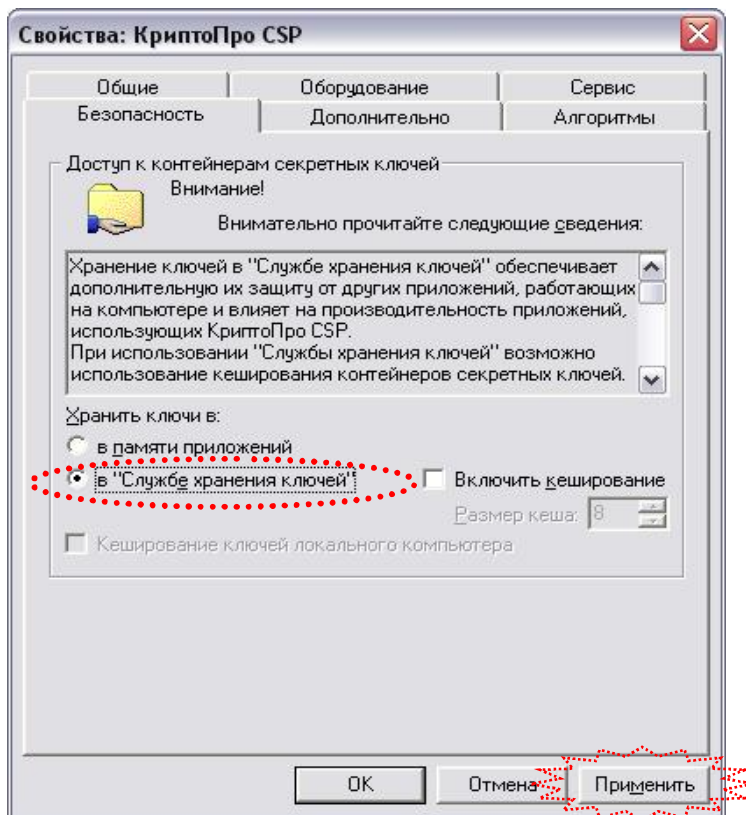 Свойства: КриптоПро CSP
Общие Оборудование Сервис
Безопасность Дополнительно Алгоритмы
Доступ к контейнерам секретных ключей
Внимание!
Внимательно прочитайте следующие сведения:
Хранение ключей в "Службе хранения ключей" обеспечивает
дополнительную их защиту от других приложений, работающих
на компьютере и влияет на производительность приложений,
использующих КриптоПро CSP.
При использовании "Службы хранения ключей" возможно
использование кеширования контейнеров секретных ключей.
Хранить ключи в:
в памяти приложений
в "Службе хранения ключей" Включить кеширование
Размер кеша: 8
Кеширование ключей локального компьютера
OK Отмена Применить